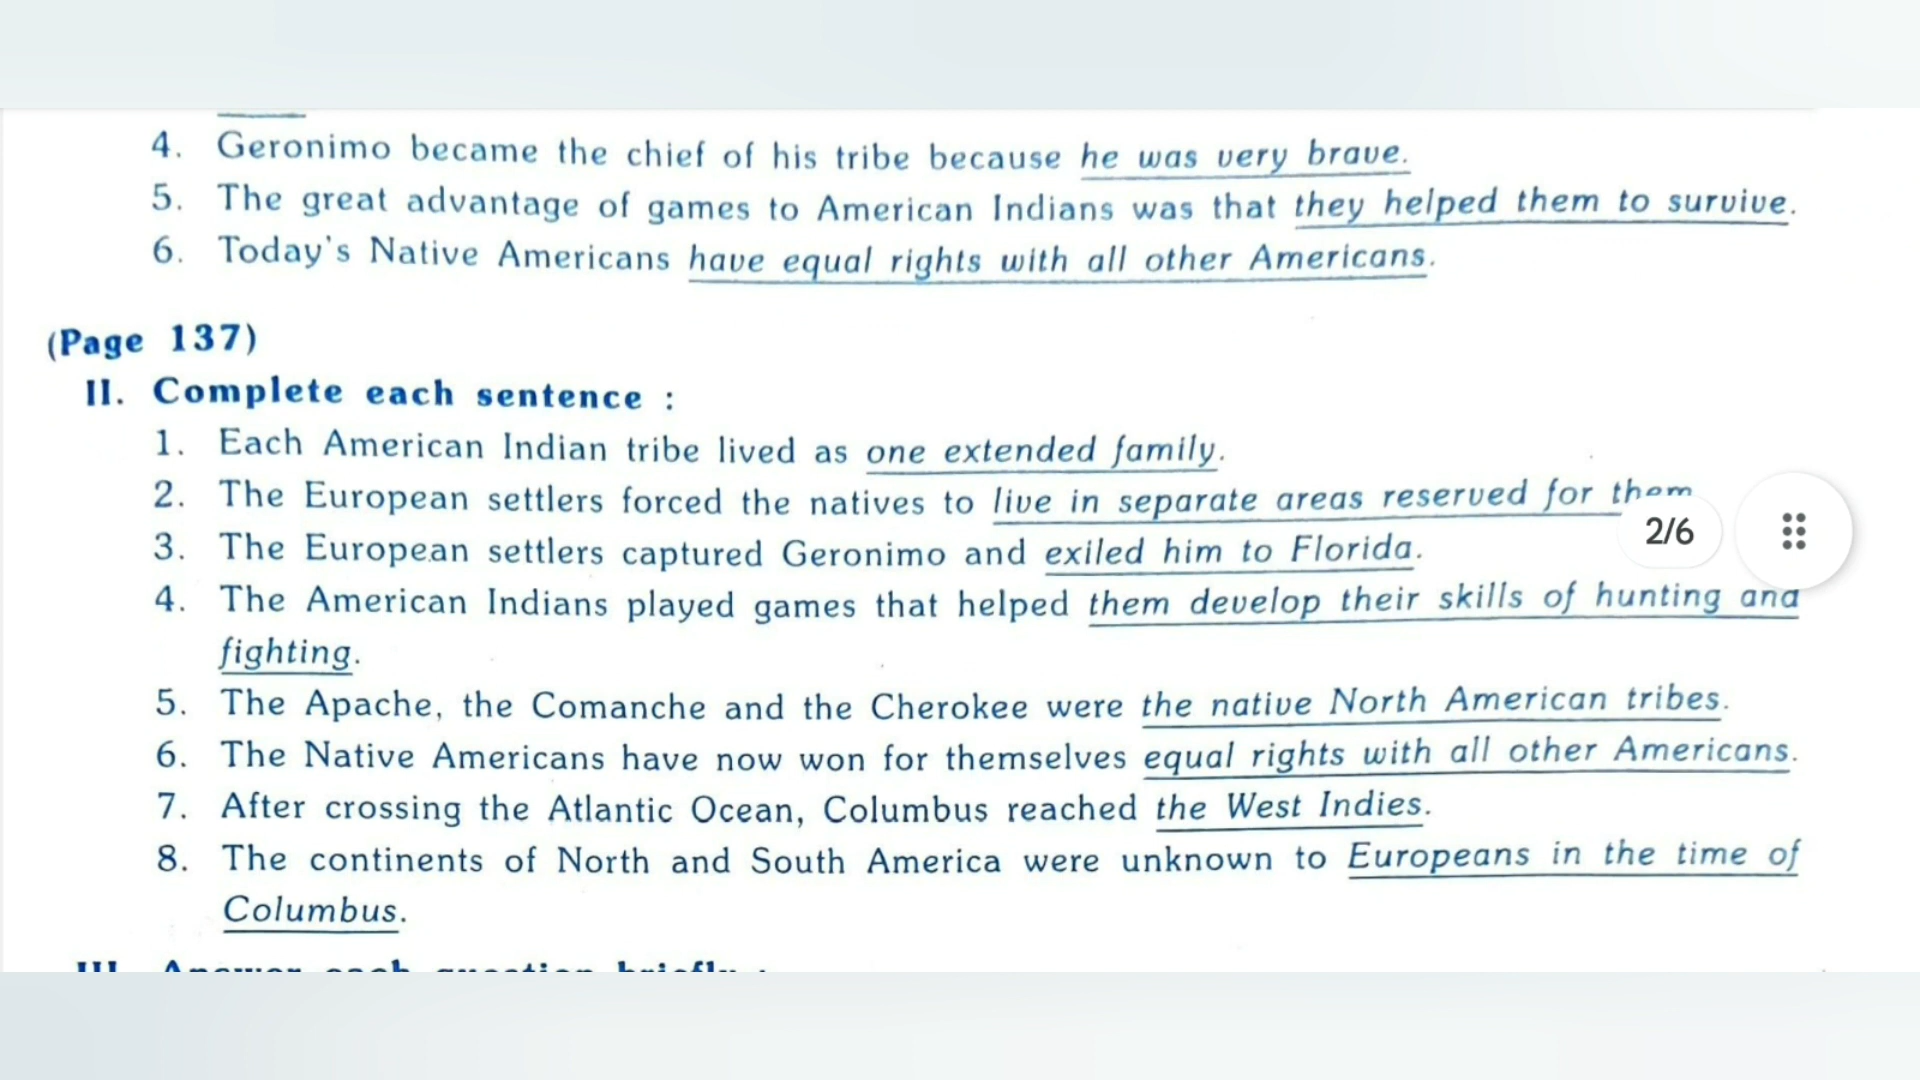 4. Geronimo became the chief of his tribe because he was very brave.
5. The great advantage of games to American Indians was that they helped them to survive.
6. Today's Native Americans have equal rights with all other Americans.
(Page 137)
II. Complete each sentence :
1. Each American Indian tribe lived as one extended family.
2. The European settlers forced the natives to live in separate areas reserved for them
2/6
3. The European settlers captured Geronimo and exiled him to Florida.
4. The American Indians played games that helped them develop their skills of hunting and
fighting.
5. The Apache, the Comanche and the Cherokee were the native North American tribes.
6. The Native Americans have now won for themselves equal rights with all other Americans.
7. After crossing the Atlantic Ocean, Columbus reached the West Indies.
8. The continents of North and South America were unknown to Europeans in the time of
Columbus.
III. Answer each question briefly :